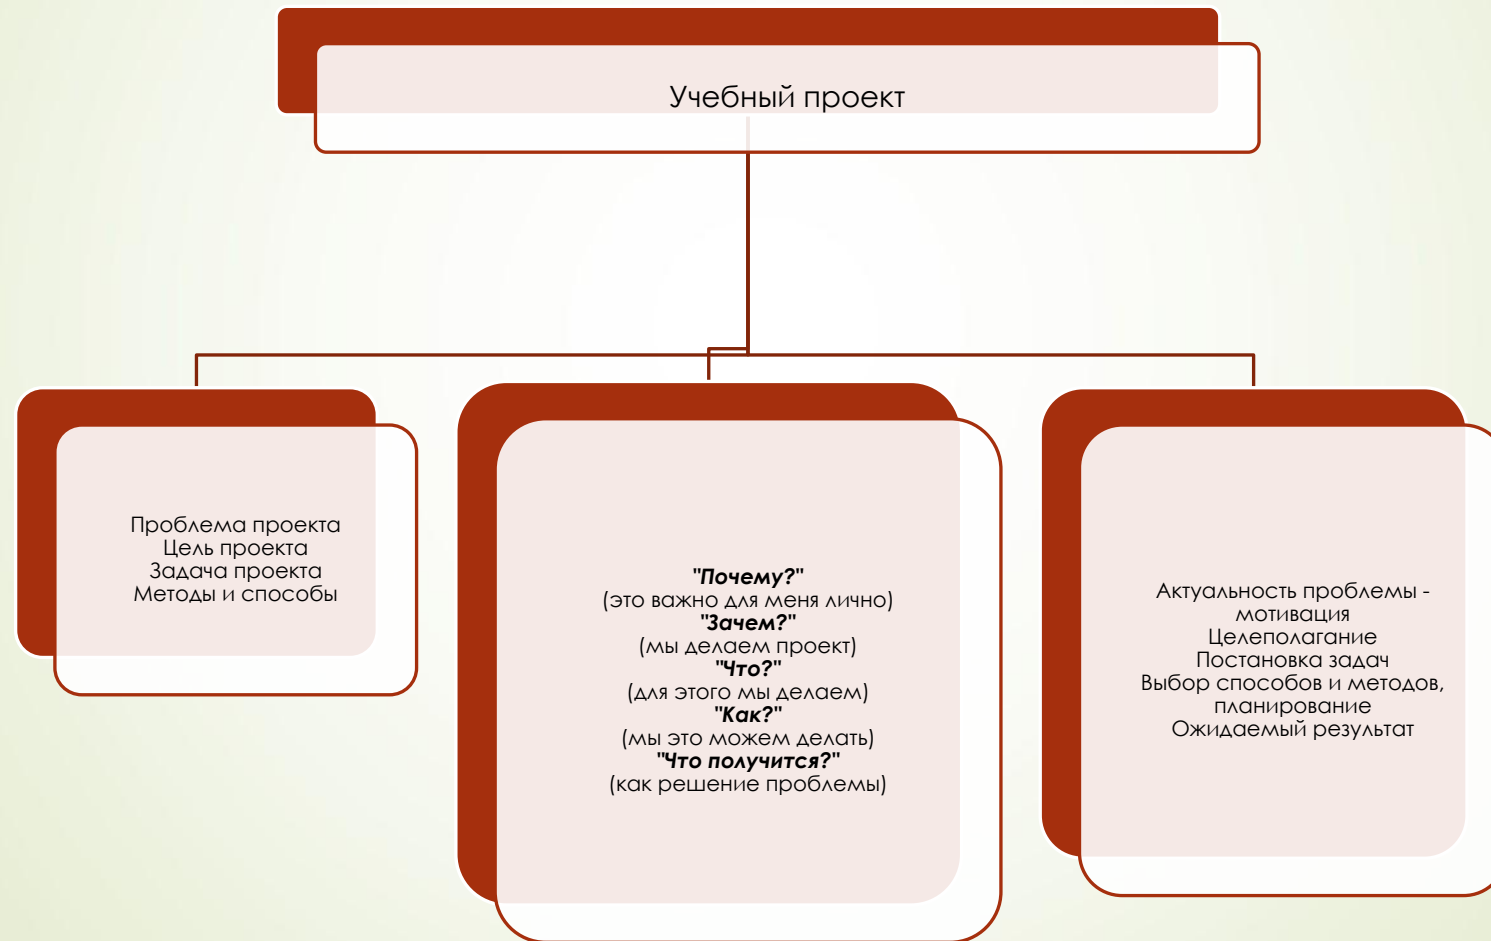 Учебный проект
Проблема проекта
Цель проекта
Задача проекта
Методы и способы
"Почему?"
(это важно для меня лично)
"Зачем?"
(мы делаем проект)
"Что?"
(для этого мы делаем)
"Как?"
(мы это можем делать)
"Что получится?"
(как решение проблемы)
Актуальность проблемы -
мотивация
Целеполагание
Постановка задач
Выбор способов и методов,
планирование
Ожидаемый результат